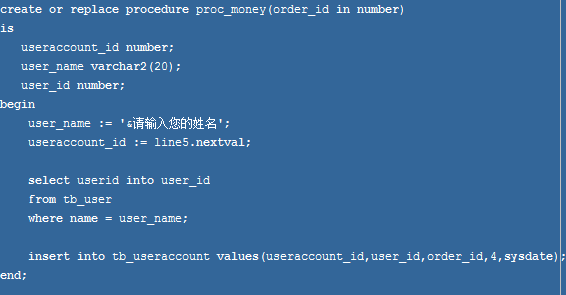 create or replace procedure proc_money(order_id in number)
is
useraccount_id number;
user_name varchar2(20);
user_id number;
begin
user_name := '&请输入您的姓名';
useraccount_id := line5.nextval;
select userid into user_id
from tb_user
where name = user_name;
insert into tb_useraccount values(useraccount_id,user_id,order_id,4,sysdate);
end;